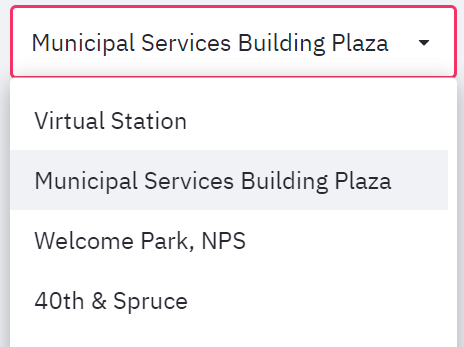 Municipal Services Building Plaza
Virtual Station
Municipal Services Building Plaza
Welcome Park, NPS
40th & Spruce